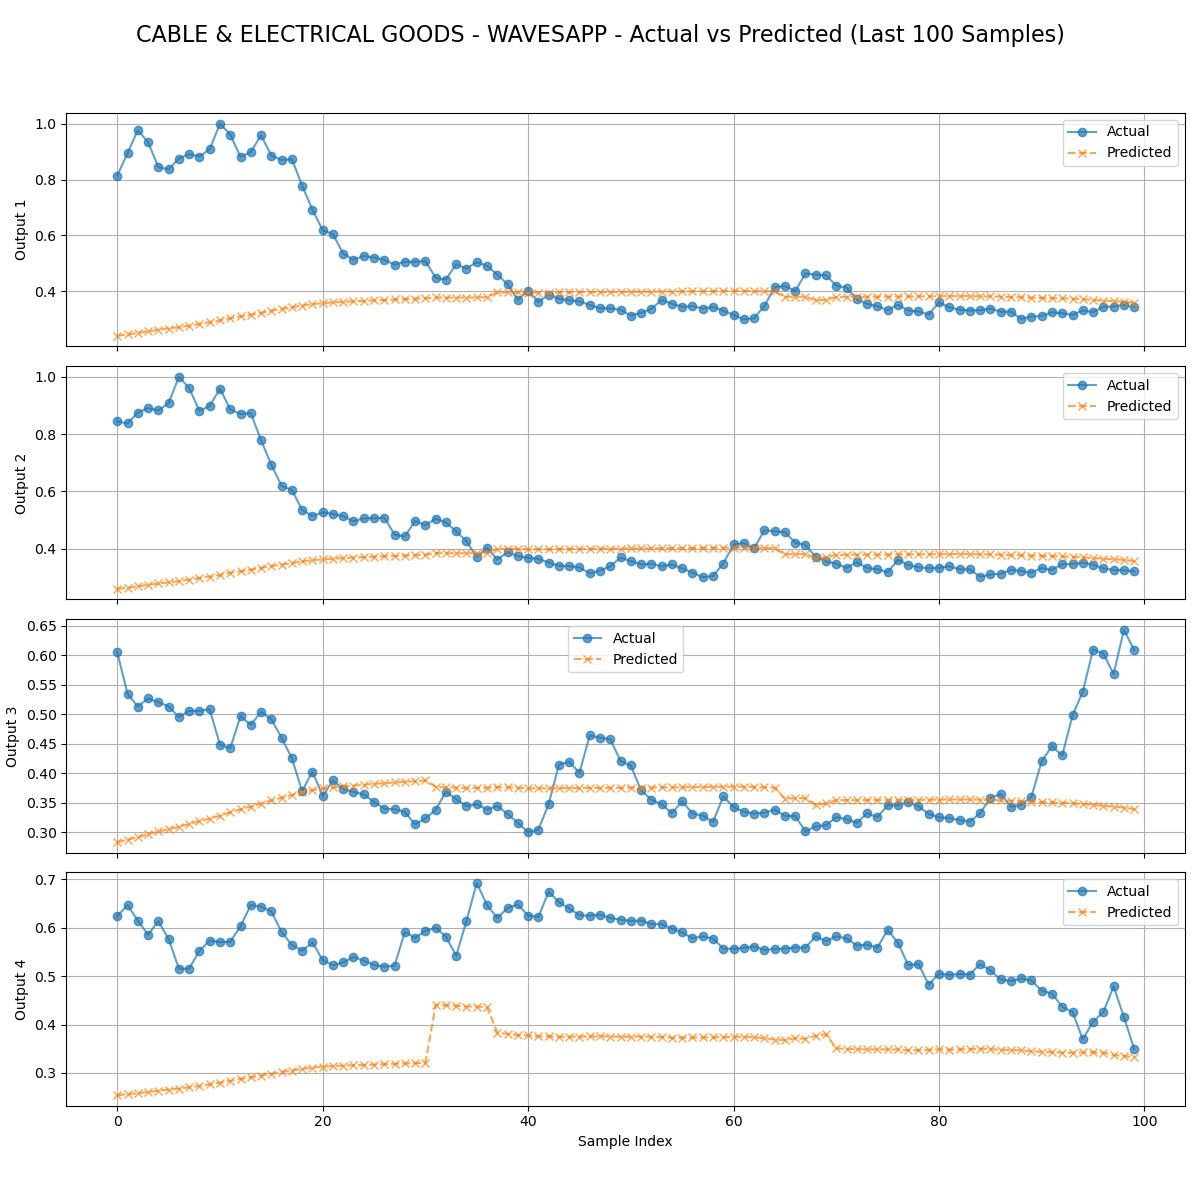 CABLE & ELECTRICAL GOODS - WAVESAPP - Actual vs Predicted (Last 100 Samples)
1.0
0.8
0.6
0.4
Output 1
Actual
Predicted
1.0
0.8
0.6
0.4
Output 2
Actual
Predicted
0.65
0.60
0.55
0.50
0.45
0.40
0.35
0.30
Output 3
Actual
Predicted
0.7
0.6
0.5
0.4
0.3
Output 4
Actual
Predicted
0 20 40 60 80 100
Sample Index